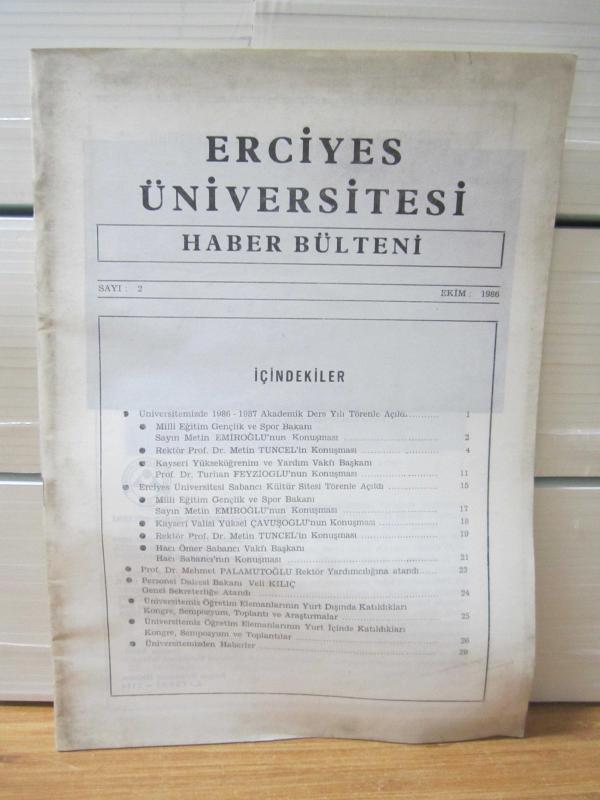 ERCİYES
ÜNİVERSİTESİ
HABER BÜLTENİ
SAYI : 2 EKİM : 1986
İÇİNDEKİLER
● Üniversitemizde 1986 - 1987 Akademik Ders Yılı Törenle Açıldı........... 1
● Milli Eğitim Gençlik ve Spor Bakanı
Sayın Metin EMİROĞLU'nun Konuşması ........... 2
● Rektör Prof. Dr. Metin TUNCEL'in Konuşması ........... 4
● Kayseri Yükseköğrenim ve Yardım Vakfı Başkanı
Prof. Dr. Turhan FEYZİOĞLU'nun Konuşması ........... 11
● Erciyes Üniversitesi Sabancı Kültür Sitesi Törenle Açıldı ........... 15
● Milli Eğitim Gençlik ve Spor Bakanı
Sayın Metin EMİROĞLU'nun Konuşması ........... 17
● Kayseri Valisi Yüksel ÇAVUŞOĞLU'nun Konuşması ........... 18
● Rektör Prof. Dr. Metin TUNCEL'in Konuşması ........... 19
● Hacı Ömer Sabancı Vakfı Başkanı
Hacı Sabancı'nın Konuşması ........... 21
● Prof. Dr. Mehmet PALAMUTOĞLU Rektör Yardımcılığına atandı...... 23
● Personel Dairesi Bakanı Veli KILIÇ
Genel Sekreterliğe Atandı ........... 24
● Üniversitemiz Öğretim Elemanlarının Yurt Dışında Katıldıkları
Kongre, Sempozyum, Toplantı ve Araştırmalar ........... 25
● Üniversitemiz Öğretim Elemanlarının Yurt İçinde Katıldıkları
Kongre, Sempozyum ve Toplantılar ........... 26
● Üniversitemizden Haberler ........... 29